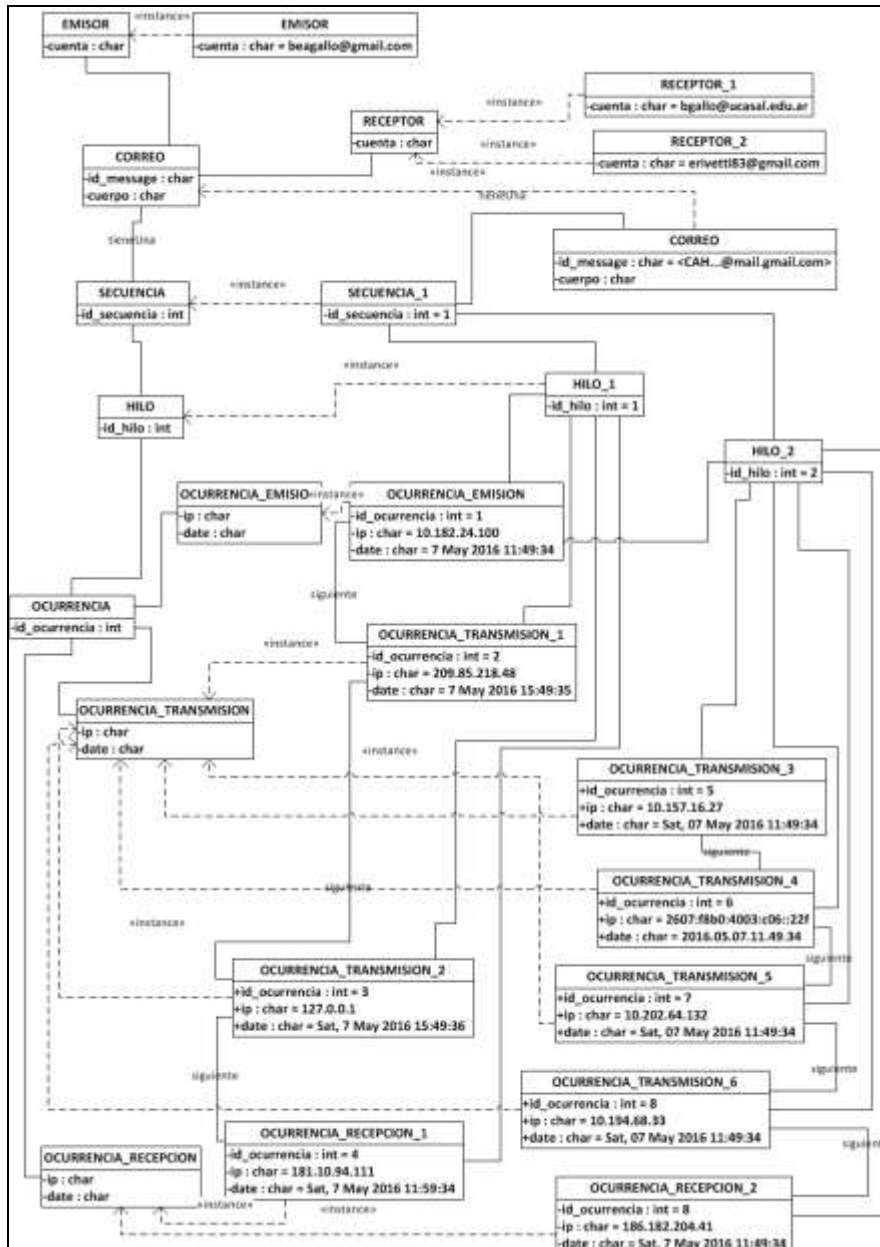 EMISOR
-cuenta : char
«instance»
EMISOR
-cuenta : char = beagallo@gmail.com
RECEPTOR_1
-cuenta : char = bgallo@ucasal.edu.ar
«instance»
RECEPTOR
-cuenta : char
«instance»
RECEPTOR_2
-cuenta : char = erivetti83@gmail.com
«instance»
CORREO
-id_message : char
-cuerpo : char
tieneUna
CORREO
-id_message : char = <CAH...@mail.gmail.com>
-cuerpo : char
tieneUna
SECUENCIA
-id_secuencia : int
«instance»
SECUENCIA_1
-id_secuencia : int = 1
«instance»
HILO_1
-id_hilo : int = 1
HILO
-id_hilo : int
HILO_2
-id_hilo : int = 2
OCURRENCIA_EMISIO
-ip : char
-date : char
«instance»
OCURRENCIA_EMISION
-id_ocurrencia : int = 1
-ip : char = 10.182.24.100
-date : char = 7 May 2016 11:49:34
siguiente
OCURRENCIA
-id_ocurrencia : int
OCURRENCIA_TRANSMISION_1
-id_ocurrencia : int = 2
-ip : char = 209.85.218.48
-date : char = 7 May 2016 15:49:35
«instance»
OCURRENCIA_TRANSMISION
-ip : char
-date : char
«instance»
«instance»
OCURRENCIA_TRANSMISION_3
+id_ocurrencia : int = 5
+ip : char = 10.157.16.27
+date : char = Sat, 07 May 2016 11:49:34
siguiente
OCURRENCIA_TRANSMISION_4
+id_ocurrencia : int = 6
+ip : char = 2607:f8b0:4003:c06::22f
+date : char = 2016.05.07.11.49.34
siguiente
«instance»
siguiente
OCURRENCIA_TRANSMISION_2
+id_ocurrencia : int = 3
+ip : char = 127.0.0.1
+date : char = Sat, 7 May 2016 15:49:36
OCURRENCIA_TRANSMISION_5
+id_ocurrencia : int = 7
+ip : char = 10.202.64.132
+date : char = Sat, 07 May 2016 11:49:34
siguiente
siguiente
OCURRENCIA_TRANSMISION_6
+id_ocurrencia : int = 8
+ip : char = 10.194.68.33
+date : char = Sat, 07 May 2016 11:49:34
siguien
OCURRENCIA_RECEPCION_1
-id_ocurrencia : int = 4
-ip : char = 181.10.94.111
-date : char = Sat, 7 May 2016 11:59:34
OCURRENCIA_RECEPCION
-ip : char
-date : char
«instance»
«instance»
OCURRENCIA_RECEPCION_2
-id_ocurrencia : int = 8
-ip : char = 186.182.204.41
-date : char = Sat, 7 May 2016 11:49:34